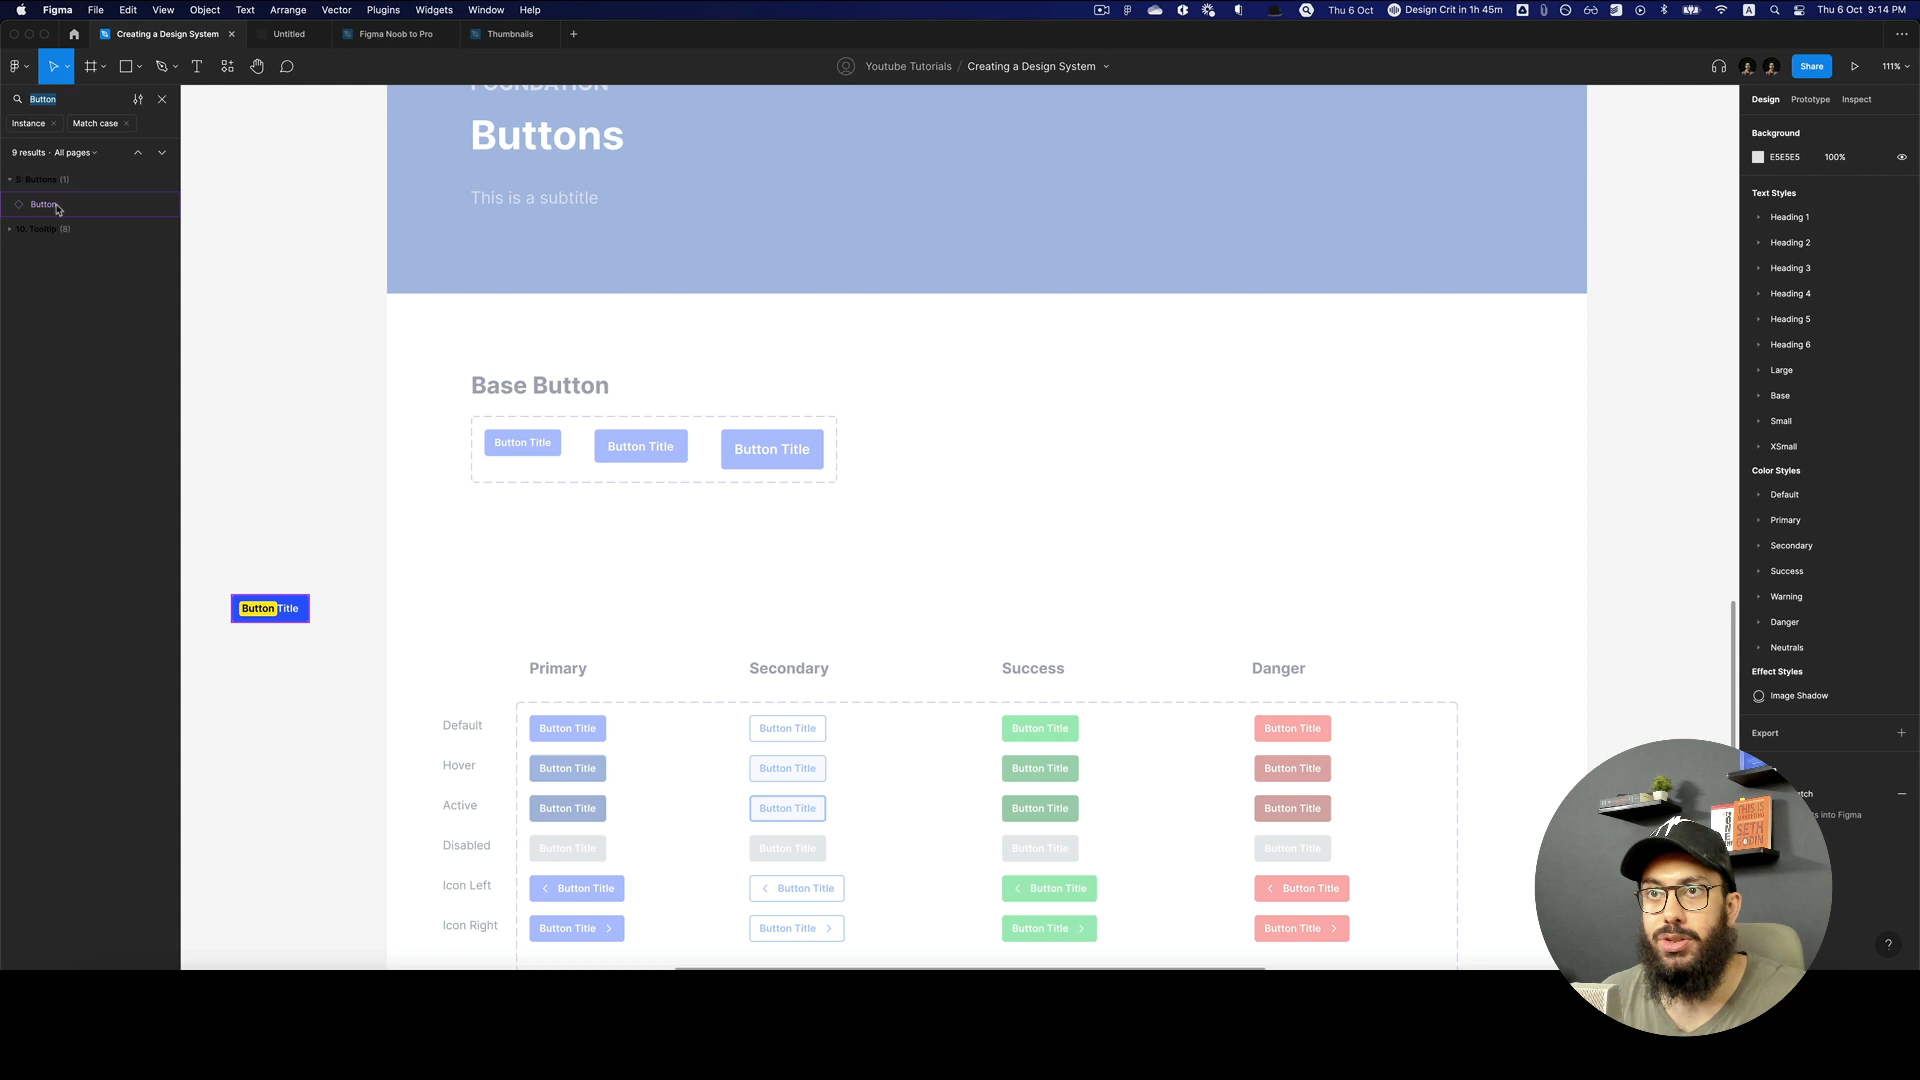 Figma File Edit View Object Text Arrange Vector Plugins Widgets Window Help
Thu 6 Oct Design Crit in 1h 45m A Thu 6 Oct 9:14 PM
Creating a Design System Untitled Figma Noob to Pro Thumbnails
Youtube Tutorials / Creating a Design System
Share 111%
Button
Instance Match case
9 results · All pages
5: Buttons (1)
Button
10. Tooltip (8)
FOUNDATION
Buttons
This is a subtitle
Base Button
Button Title Button Title Button Title
Button Title
Primary Secondary Success Danger
Default Button Title Button Title Button Title Button Title
Hover Button Title Button Title Button Title Button Title
Active Button Title Button Title Button Title Button Title
Disabled Button Title Button Title Button Title Button Title
Icon Left Button Title Button Title Button Title Button Title
Icon Right Button Title Button Title Button Title Button Title
Design Prototype Inspect
Background
E5E5E5 100%
Text Styles
Heading 1
Heading 2
Heading 3
Heading 4
Heading 5
Heading 6
Large
Base
Small
XSmall
Color Styles
Default
Primary
Secondary
Success
Warning
Danger
Neutrals
Effect Styles
Image Shadow
Export
into Figma
THIS IS
MARKETING
SETH
GODIN
?